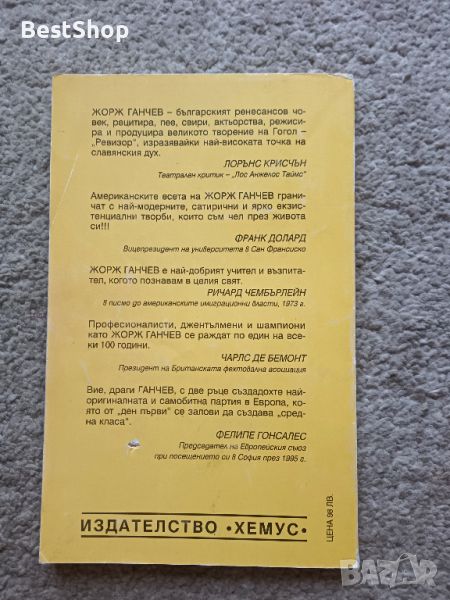 BestShop
ЖОРЖ ГАНЧЕВ – българският ренесансов чо-
век, рецитира, пее, свири, актьорства, режиси-
ра и продуцира великото творение на Гогол –
„Ревизор", изразявайки най-високата точка на
славянския дух.
ЛОРЪНС КРИСЧЪН
Театрален критик – „Лос Анжелос Таймс"
Американските есета на ЖОРЖ ГАНЧЕВ грани-
чат с най-модерните, сатирични и ярко екзис-
тенциални творби, които съм чел през живота
си!!!
ФРАНК ДОЛАРД
Вицепрезидент на университета в Сан Франсиско
ЖОРЖ ГАНЧЕВ е най-добрият учител и възпита-
тел, когото познавам в целия свят.
РИЧАРД ЧЕМБЪРЛЕЙН
В писмо до американските имиграционни власти, 1973 г.
Професионалисти, джентълмени и шампиони
като ЖОРЖ ГАНЧЕВ се раждат по един на все-
ки 100 години.
ЧАРЛС ДЕ БЕМОНТ
Президент на Британската фехтовална асоциация
Вие, драги ГАНЧЕВ, с две ръце създадохте най-
оригиналната и самобитна партия в Европа, ко-
ято от „ден първи" се залови да създава „сред-
на класа".
ФЕЛИПЕ ГОНСАЛЕС
Председател на Европейския съюз
при посещението си в София през 1995 г.
ИЗДАТЕЛСТВО •ХЕМУС•
ЦЕНА 98 ЛВ.
bazar.bg